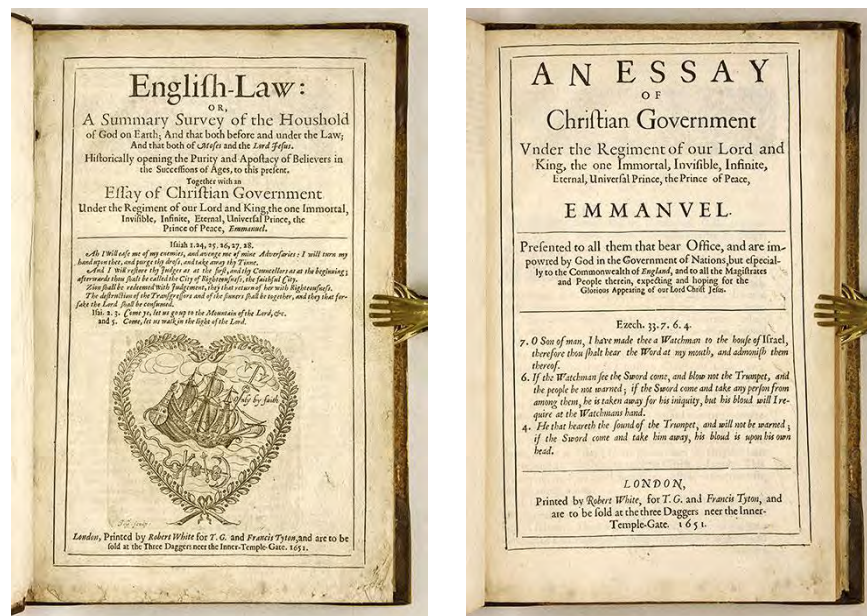 Engliſh-Law:
OR,
A Summary Survey of the Houshold
of God on Earth; And that both before and under the Law;
And that both of Moſes and the Lord Jeſus.
Hiſtorically opening the Purity and Apoſtacy of Believers in
the Succeſſions of Ages, to this preſent.
Together with an
Eſſay of Chriſtian Government
Under the Regiment of our Lord and King, the one Immortal,
Inviſible, Infinite, Eternal, Univerſal Prince, the
Prince of Peace, Emmanuel.
Iſaiah 1.24, 25, 26, 27, 28.
Ah I will eaſe me of my enemies, and avenge me of mine Adverſaries: I will turn my
hand upon thee, and purge thy droſs, and take away thy Tinne.
And I will reſtore thy Judges as at the firſt, and thy Counſellors as at the beginning;
afterwards thou ſhalt be called the City of Righteouſneſs, the faithful City.
Zion ſhall be redeemed with Judgement, they that return of her with Righteouſneſs.
The deſtruction of the Tranſgreſſors and of the ſinners ſhall be together, and they that for-
ſake the Lord ſhall be conſumed.
Iſai. 2. 3. Come ye, let us go up to the Mountain of the Lord, &c.
and 5. Come, let us walk in the light of the Lord.
Only by faith
London, Printed by Robert White for T. G. and Francis Tyton, and are to be
ſold at the Three Daggers neer the Inner-Temple-Gate. 1651.
AN ESSAY
OF
Chriſtian Government
Vnder the Regiment of our Lord and
King, the one Immortal, Inviſible, Infinite,
Eternal, Univerſal Prince, the Prince of Peace,
EMMANVEL.
Preſented to all them that bear Office, and are im-
powred by God in the Government of Nations, but eſpecial-
ly to the Commonwealth of England, and to all the Magiſtrates
and People therein, expecting and hoping for the
Glorious Appearing of our Lord Chriſt Jeſus.
Ezech. 33. 7. 6. 4.
7. O Son of man, I have made thee a Watchman to the houſe of Iſrael,
therefore thou ſhalt hear the Word at my mouth, and admoniſh them
thereof.
6. If the Watchman ſee the Sword come, and blow not the Trumpet, and
the people be not warned; if the Sword come and take any perſon from
among them, he is taken away for his iniquity, but his bloud will I re-
quire at the Watchmans hand.
4. He that heareth the ſound of the Trumpet, and will not be warned;
if the Sword come and take him away, his bloud is upon his own
head.
LONDON,
Printed by Robert White, for T. G. and Francis Tyton, and
are to be ſold at the three Daggers neer the Inner-
Temple-Gate. 1651.